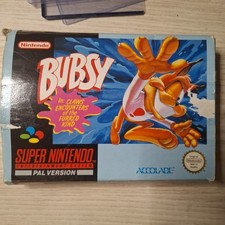 Nintendo
BUBSY
in: CLAWS
ENCOUNTERS
of the
FURRED
KIND
SUPER NINTENDO
ENTERTAINMENT SYSTEM
PAL VERSION
ACCOLADE